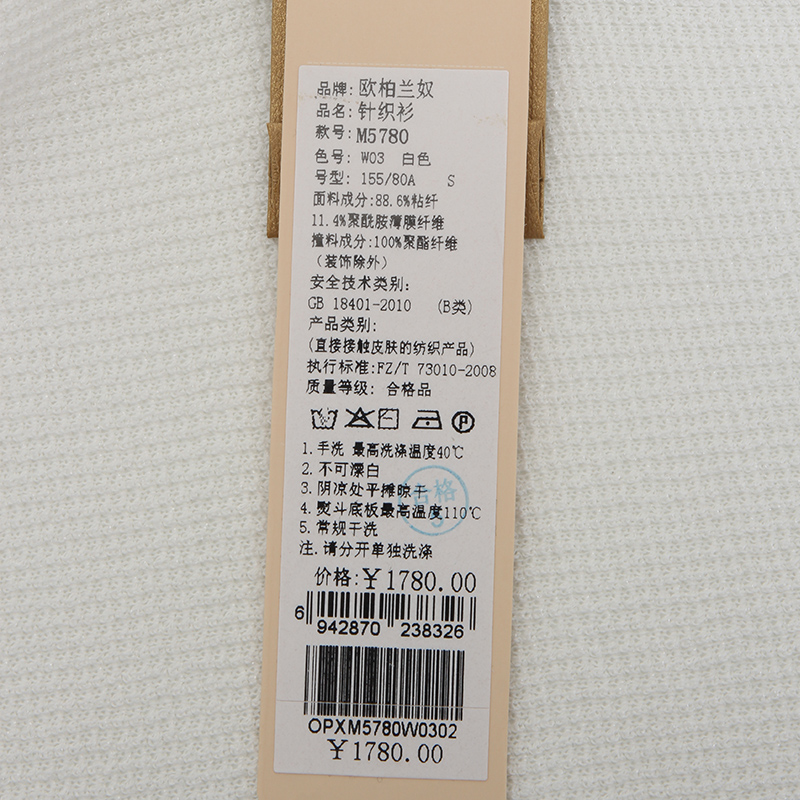 品牌: 欧柏兰奴
品名: 针织衫
款号: M5780
色号: W03 白色
号型: 155/80A S
面料成分:88.6%粘纤
11.4%聚酰胺薄膜纤维
撞料成分:100%聚酯纤维
（装饰除外）
安全技术类别:
GB 18401-2010 (B类)
产品类别:
(直接接触皮肤的纺织产品)
执行标准:FZ/T 73010-2008
质量等级: 合格品
P
1.手洗 最高洗涤温度40℃
2.不可漂白
3.阴凉处平摊晾干
合格
4.熨斗底板最高温度110℃
5.常规干洗
注.请分开单独洗涤
价格:￥1780.00
6 942870 238326
OPXM5780W0302
￥1780.00